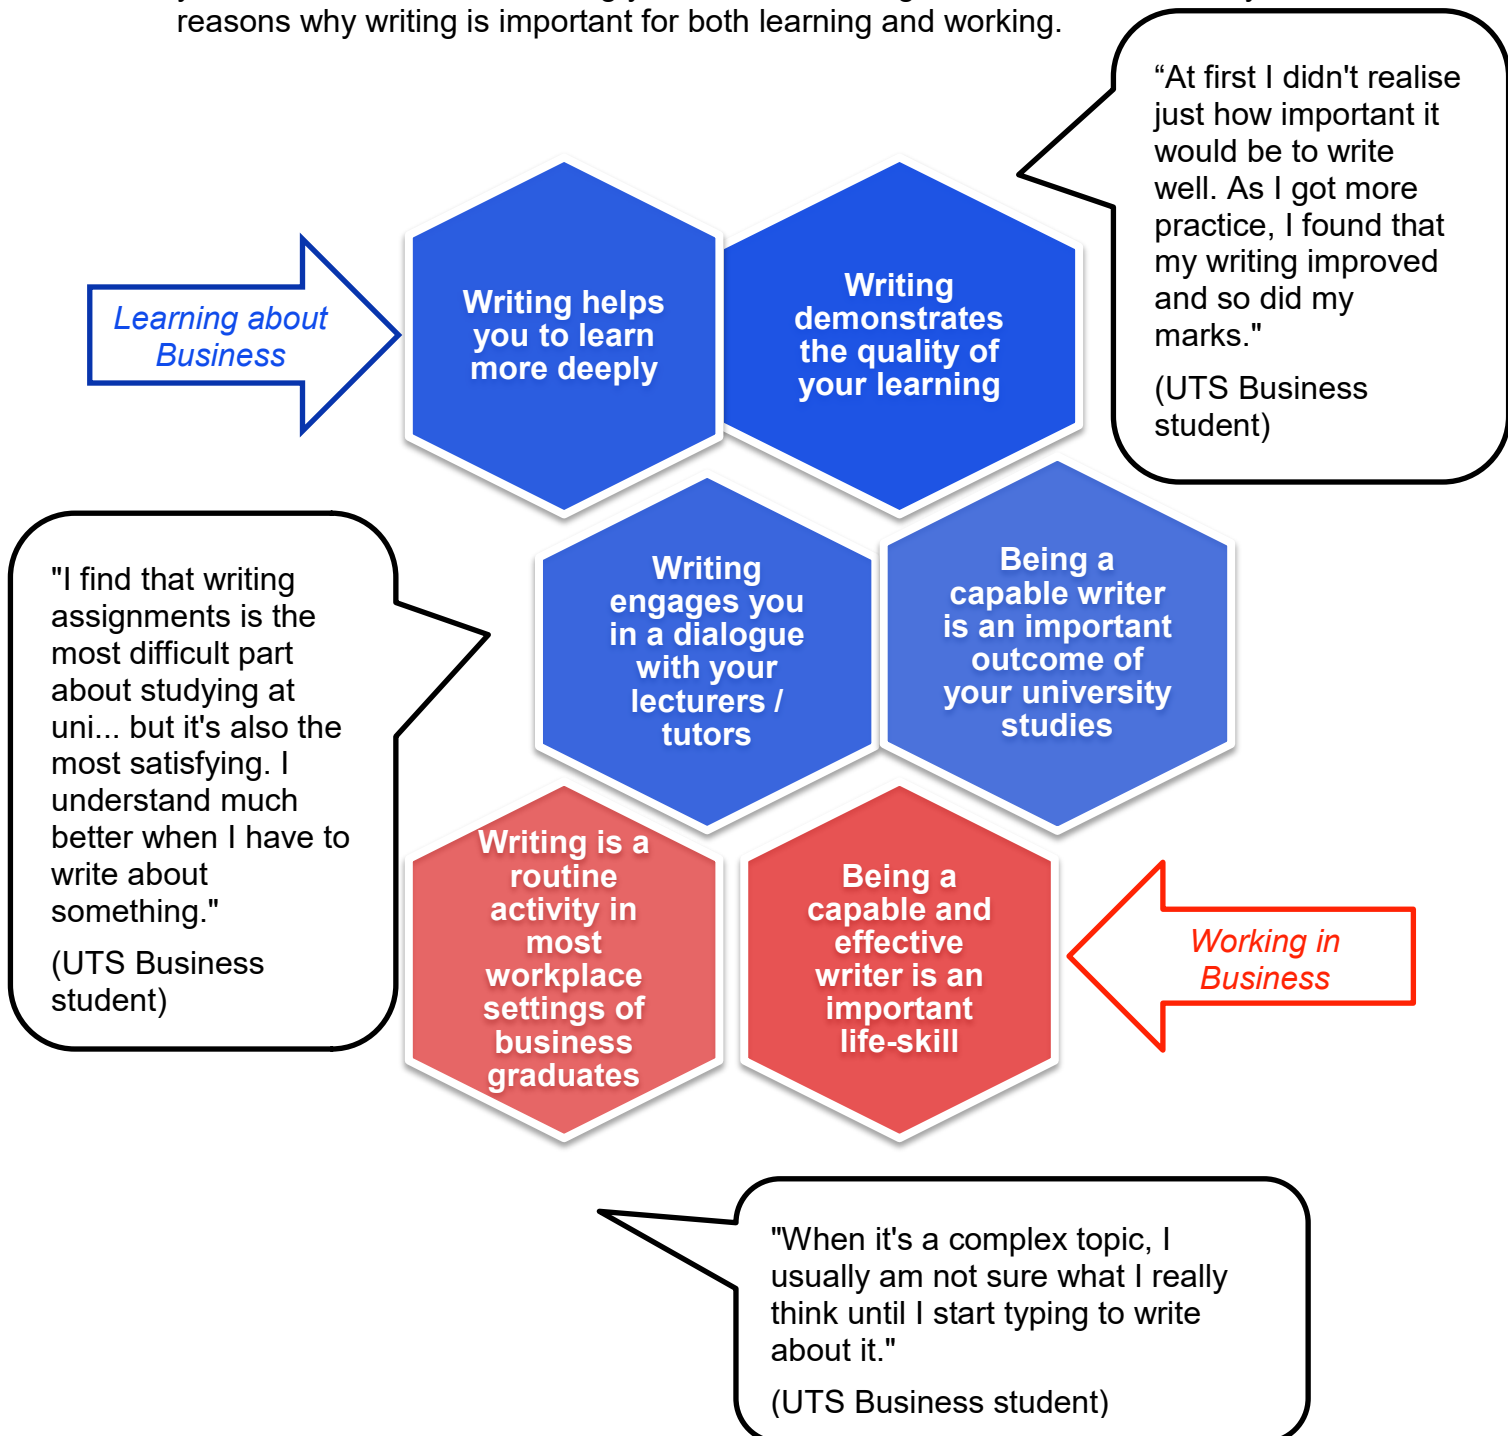 reasons why writing is important for both learning and working.
“At first I didn't realise
just how important it
would be to write
well. As I got more
practice, I found that
my writing improved
and so did my
marks."
(UTS Business
student)
Learning about
Business
Writing helps
you to learn
more deeply
Writing
demonstrates
the quality of
your learning
"I find that writing
assignments is the
most difficult part
about studying at
uni... but it's also the
most satisfying. I
understand much
better when I have to
write about
something."
(UTS Business
student)
Writing
engages you
in a dialogue
with your
lecturers /
tutors
Being a
capable writer
is an important
outcome of
your university
studies
Writing is a
routine
activity in
most
workplace
settings of
business
graduates
Being a
capable and
effective
writer is an
important
life-skill
Working in
Business
"When it's a complex topic, I
usually am not sure what I really
think until I start typing to write
about it."
(UTS Business student)